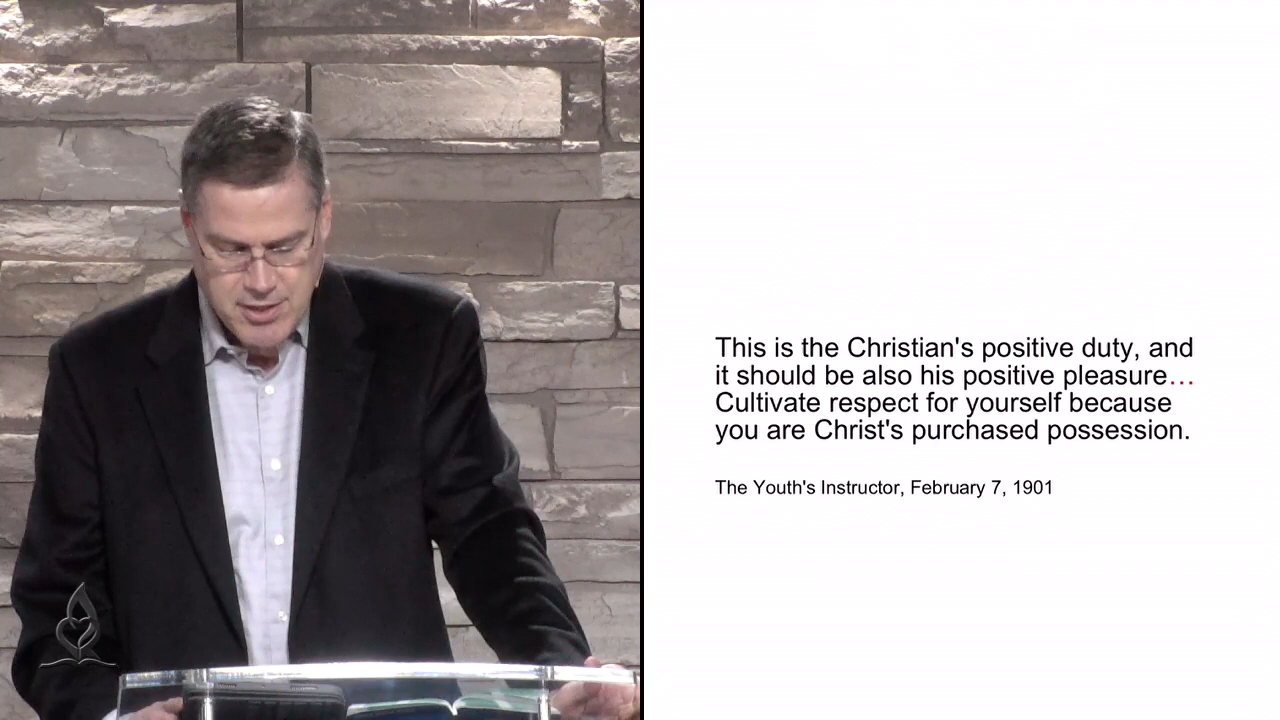 This is the Christian's positive duty, and
it should be also his positive pleasure…
Cultivate respect for yourself because
you are Christ's purchased possession.
The Youth's Instructor, February 7, 1901